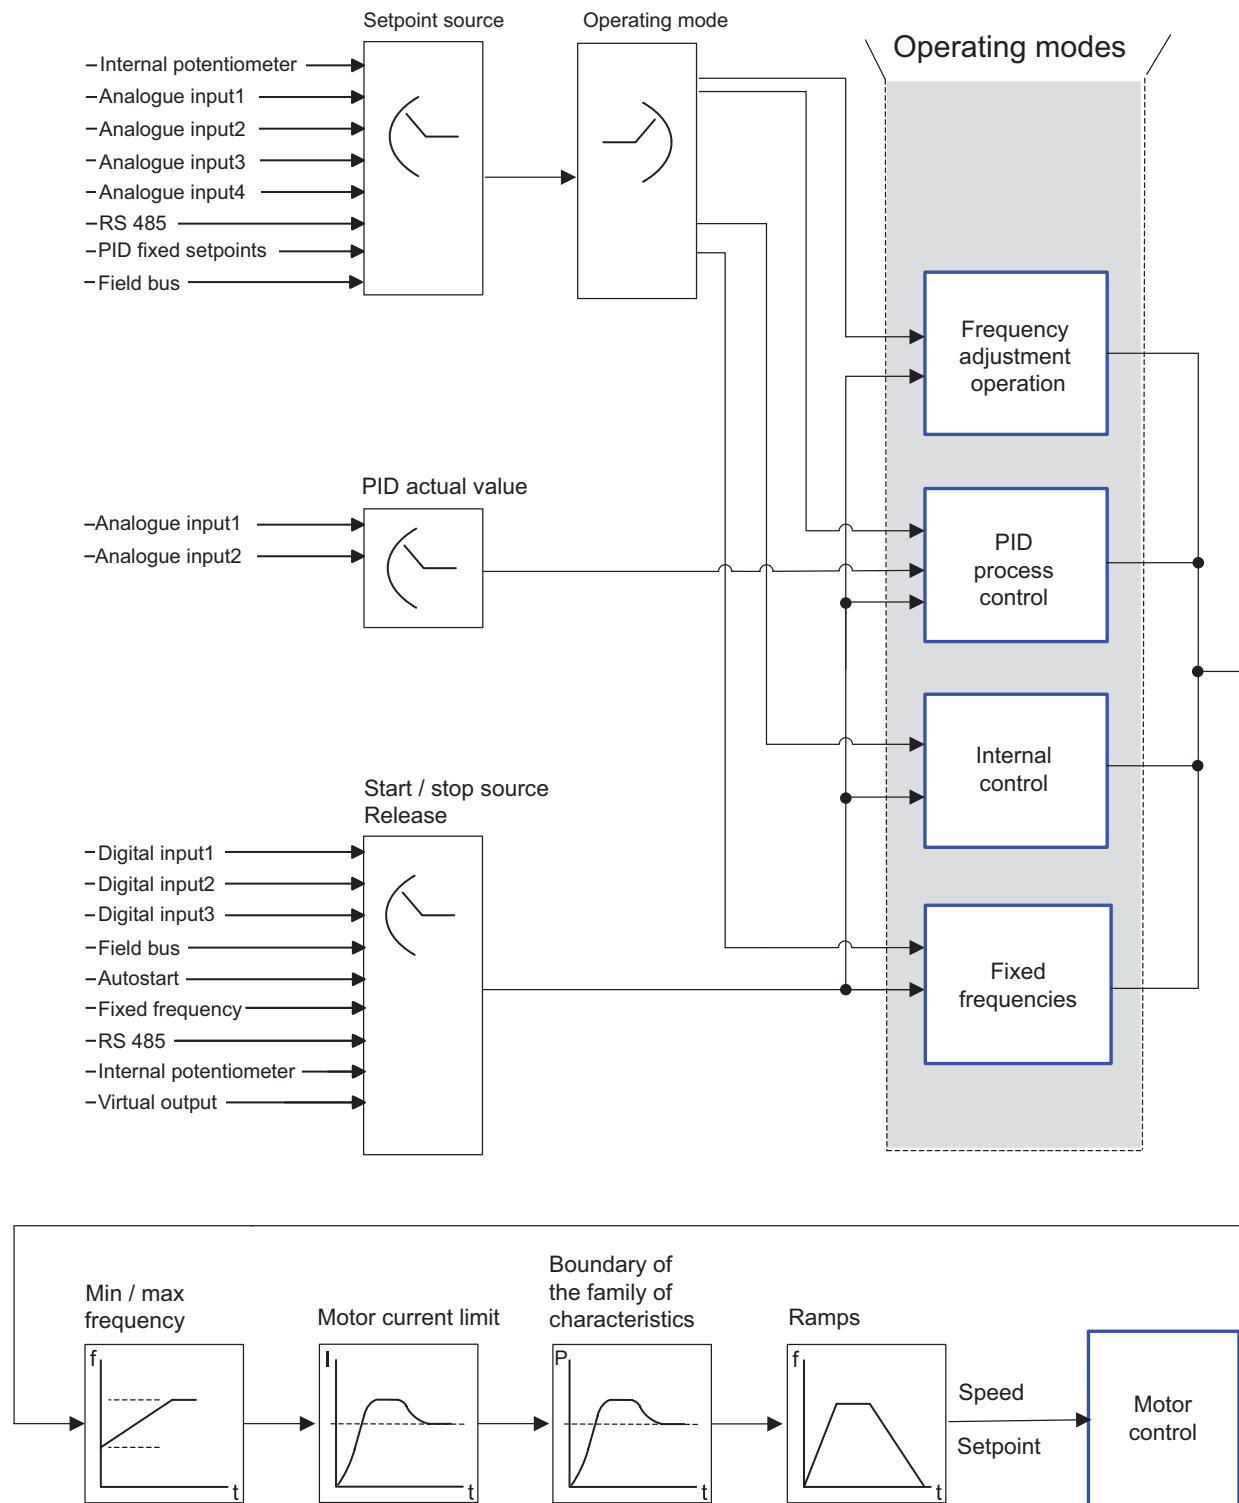 Setpoint source
Operating mode
Operating modes
–Internal potentiometer
–Analogue input1
–Analogue input2
–Analogue input3
–Analogue input4
–RS 485
–PID fixed setpoints
–Field bus
Frequency
adjustment
operation
PID actual value
–Analogue input1
–Analogue input2
PID
process
control
Internal
control
Start / stop source
Release
–Digital input1
–Digital input2
–Digital input3
–Field bus
–Autostart
–Fixed frequency
–RS 485
–Internal potentiometer
–Virtual output
Fixed
frequencies
Min / max
frequency
Motor current limit
Boundary of
the family of
characteristics
Ramps
f
t
I
t
P
t
f
t
Speed
Setpoint
Motor
control